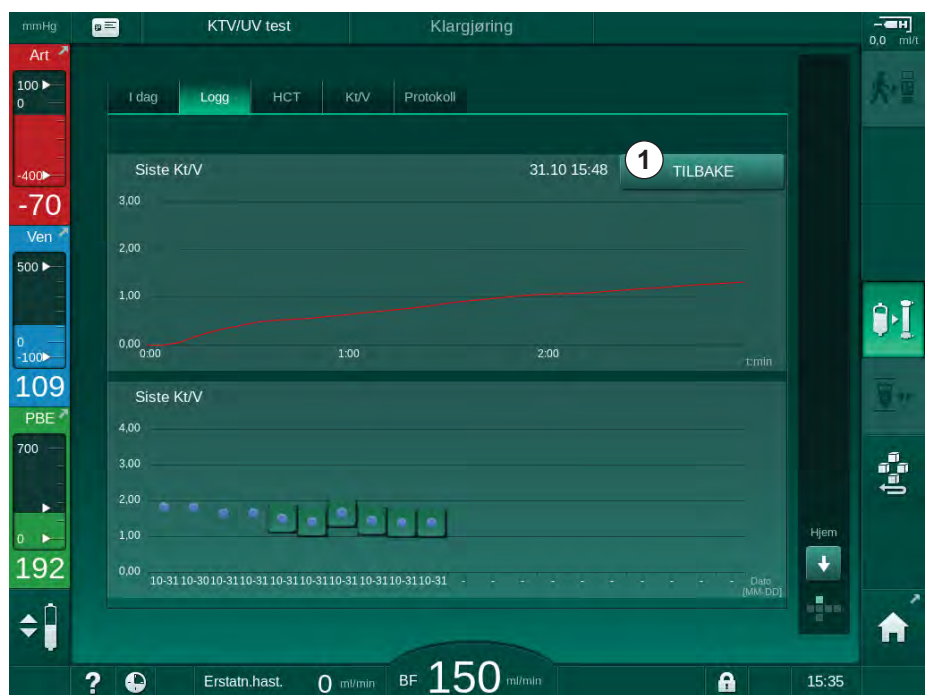 mmHg
KTV/UV test
Klargjøring
0,0 ml/t
Art
100
0
-400
-70
Ven
500
0
-100
109
PBE
700
0
192
I dag
Logg
HCT
Kt/V
Protokoll
Siste Kt/V
31.10 15:48
1
TILBAKE
3,00
2,00
1,00
0,00
0:00
1:00
2:00
t:min
Siste Kt/V
4,00
3,00
2,00
1,00
0,00
10-31 10-30 10-31 10-31 10-31 10-31 10-31 10-31 10-31 10-31 - - - - - - - - - -
Dato
[MM-DD]
Hjem
? Erstatn.hast. 0 ml/min BF 150 ml/min 15:35